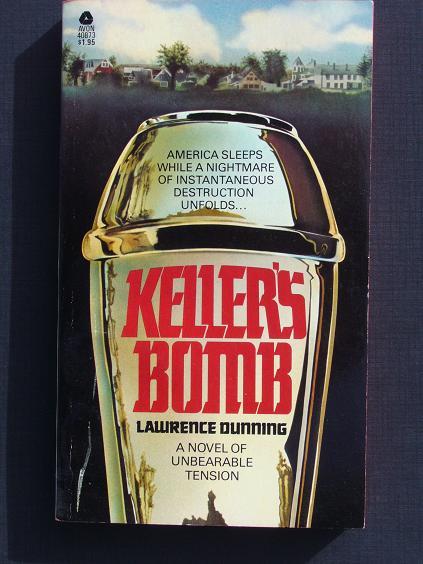 AVON
40873
$1.95
AMERICA SLEEPS
WHILE A NIGHTMARE
OF INSTANTANEOUS
DESTRUCTION
UNFOLDS...
KELLER'S
BOMB
LAWRENCE DUNNING
A NOVEL OF
UNBEARABLE
TENSION